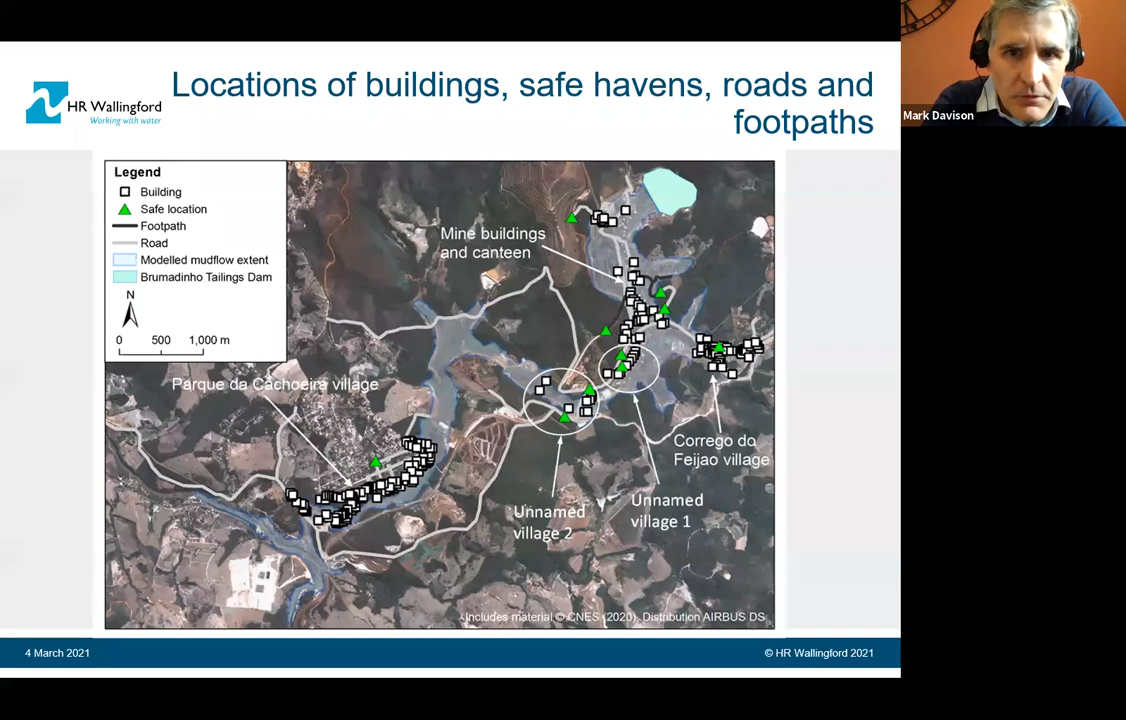 Locations of buildings, safe havens, roads and
footpaths
HR Wallingford
Working with water
Mark Davison
Legend
Building
Safe location
Footpath
Road
Modelled mudflow extent
Brumadinho Tailings Dam
N
0 500 1,000 m
Mine buildings
and canteen
Parque da Cachoeira village
Corrego do
Feijao village
Unnamed
village 1
Unnamed
village 2
Includes material © CNES (2020), Distribution AIRBUS DS
4 March 2021
© HR Wallingford 2021